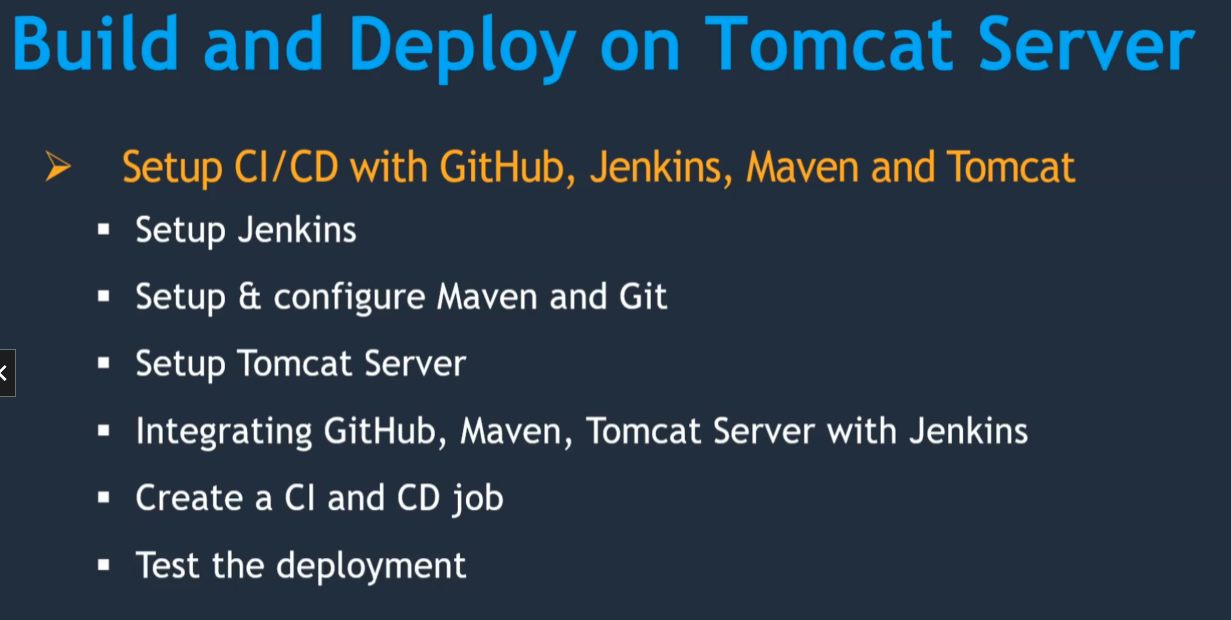 Build and Deploy on Tomcat Server
➢ Setup CI/CD with GitHub, Jenkins, Maven and Tomcat
▪ Setup Jenkins
▪ Setup & configure Maven and Git
▪ Setup Tomcat Server
▪ Integrating GitHub, Maven, Tomcat Server with Jenkins
▪ Create a CI and CD job
▪ Test the deployment